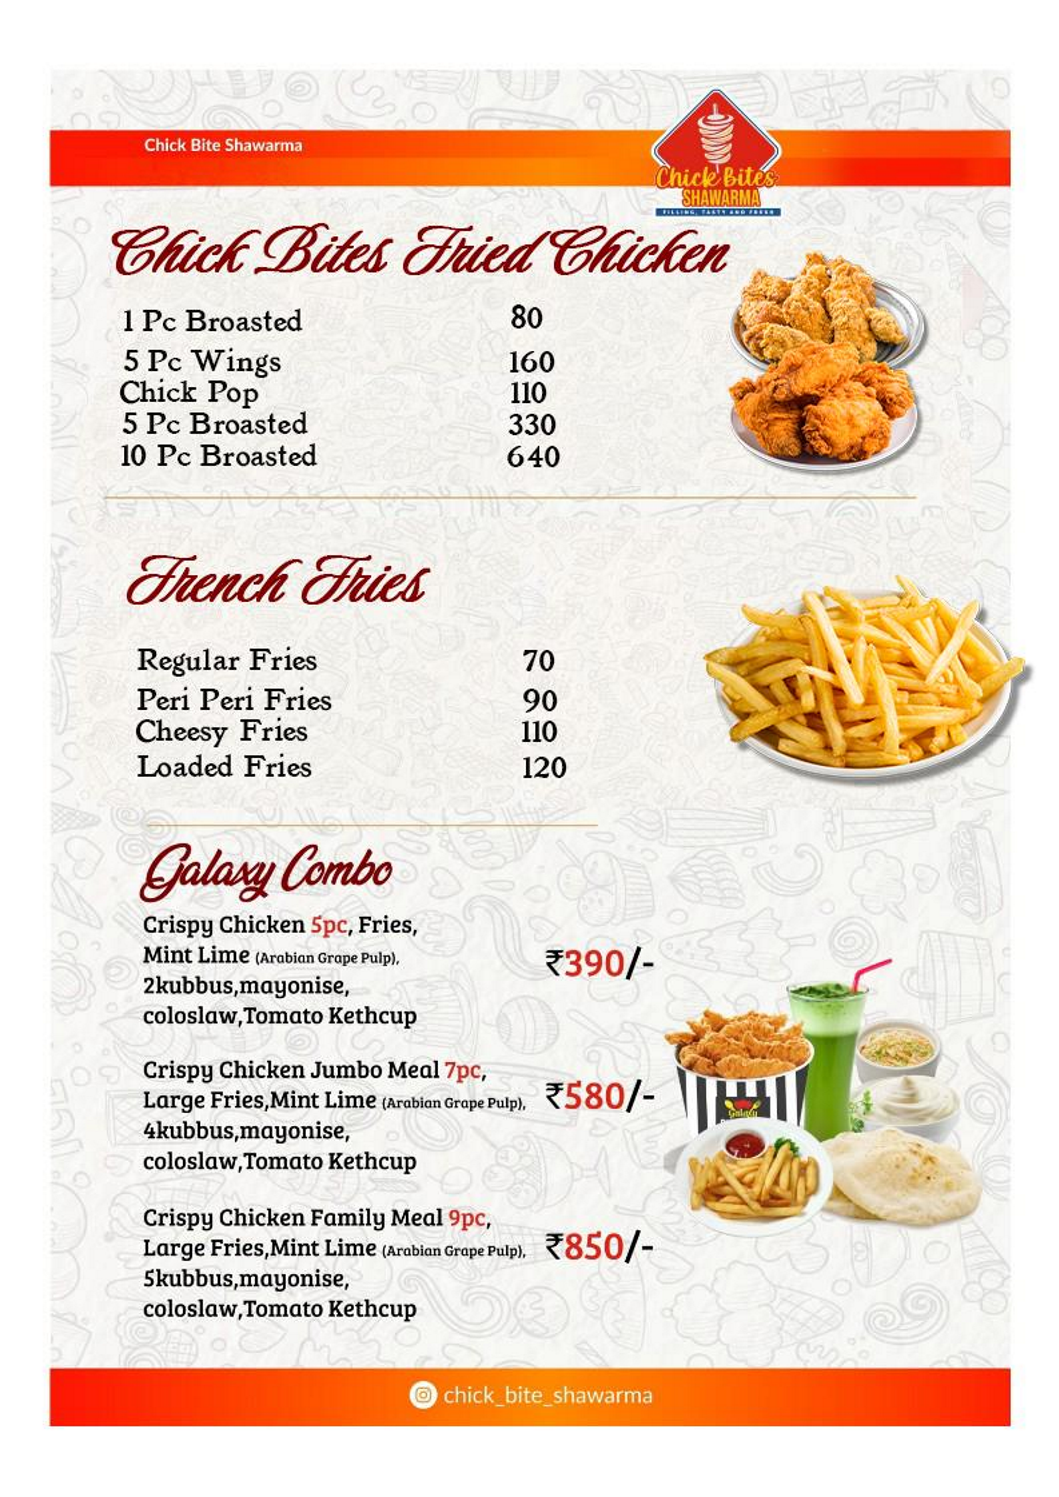 Chick Bite Shawarma
Chick Bites
SHAWARMA
FILLING, TASTY AND FRESH
Chick Bites Fried Chicken
1 Pc Broasted 80
5 Pc Wings 160
Chick Pop 110
5 Pc Broasted 330
10 Pc Broasted 640
French Fries
Regular Fries 70
Peri Peri Fries 90
Cheesy Fries 110
Loaded Fries 120
Galaxy Combo
Crispy Chicken 5pc, Fries,
Mint Lime (Arabian Grape Pulp),
2kubbus,mayonise,
coloslaw,Tomato Kethcup
₹390/-
Crispy Chicken Jumbo Meal 7pc,
Large Fries,Mint Lime (Arabian Grape Pulp),
4kubbus,mayonise,
coloslaw,Tomato Kethcup
₹580/-
Crispy Chicken Family Meal 9pc,
Large Fries,Mint Lime (Arabian Grape Pulp),
5kubbus,mayonise,
coloslaw,Tomato Kethcup
₹850/-
Galaxy
chick_bite_shawarma